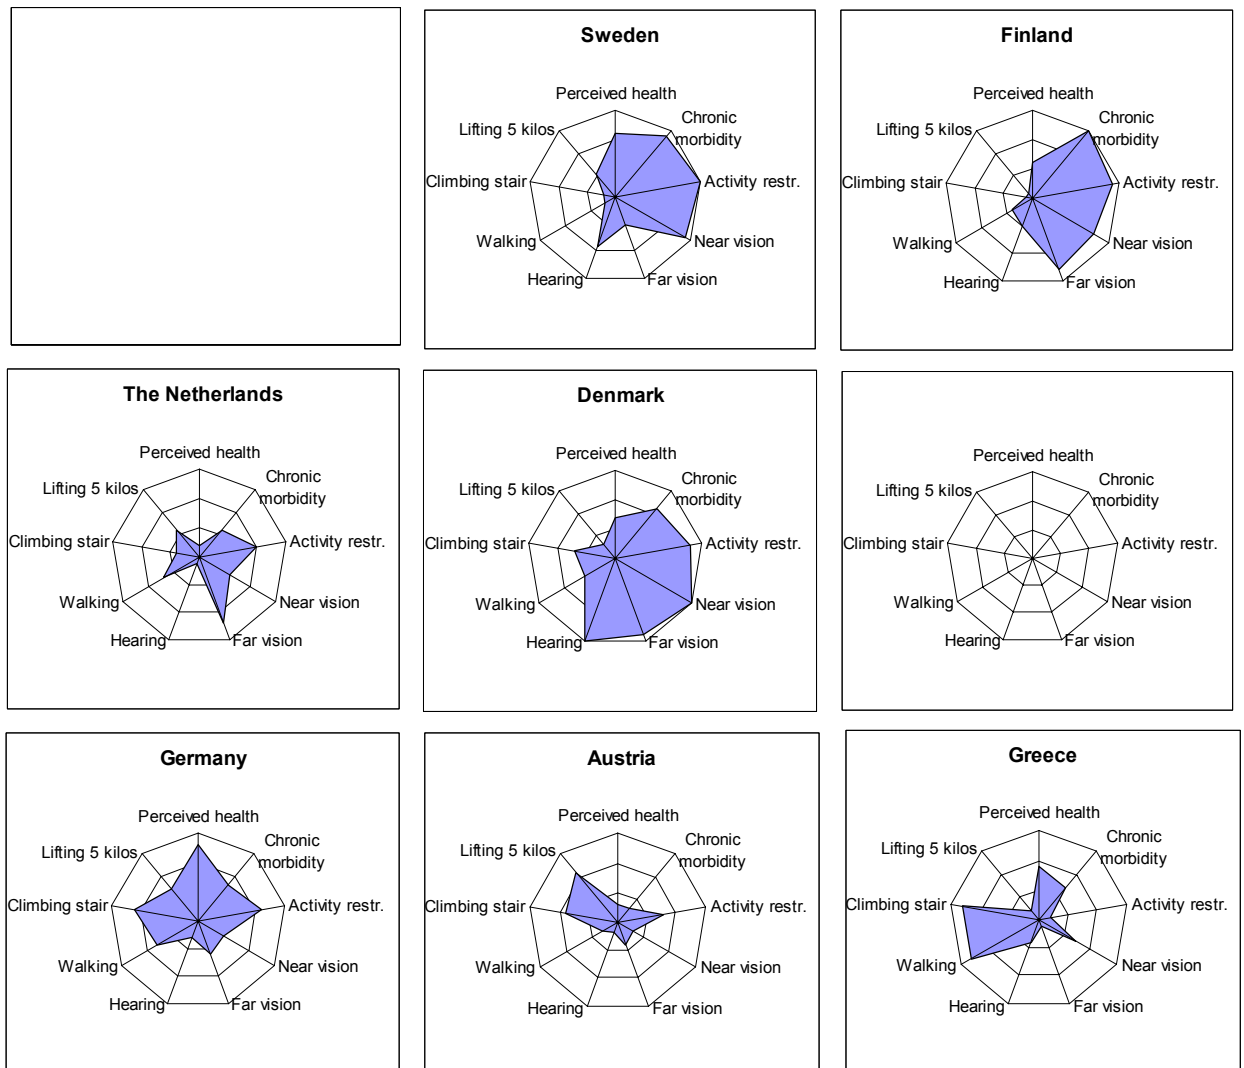 Sweden
Perceived health
Lifting 5 kilos
Chronic
morbidity
Climbing stair
Activity restr.
Walking
Near vision
Hearing
Far vision
Finland
Perceived health
Lifting 5 kilos
Chronic
morbidity
Climbing stair
Activity restr.
Walking
Near vision
Hearing
Far vision
The Netherlands
Perceived health
Lifting 5 kilos
Chronic
morbidity
Climbing stair
Activity restr.
Walking
Near vision
Hearing
Far vision
Denmark
Perceived health
Lifting 5 kilos
Chronic
morbidity
Climbing stair
Activity restr.
Walking
Near vision
Hearing
Far vision
Perceived health
Lifting 5 kilos
Chronic
morbidity
Climbing stair
Activity restr.
Walking
Near vision
Hearing
Far vision
Germany
Perceived health
Lifting 5 kilos
Chronic
morbidity
Climbing stair
Activity restr.
Walking
Near vision
Hearing
Far vision
Austria
Perceived health
Lifting 5 kilos
Chronic
morbidity
Climbing stair
Activity restr.
Walking
Near vision
Hearing
Far vision
Greece
Perceived health
Lifting 5 kilos
Chronic
morbidity
Climbing stair
Activity restr.
Walking
Near vision
Hearing
Far vision